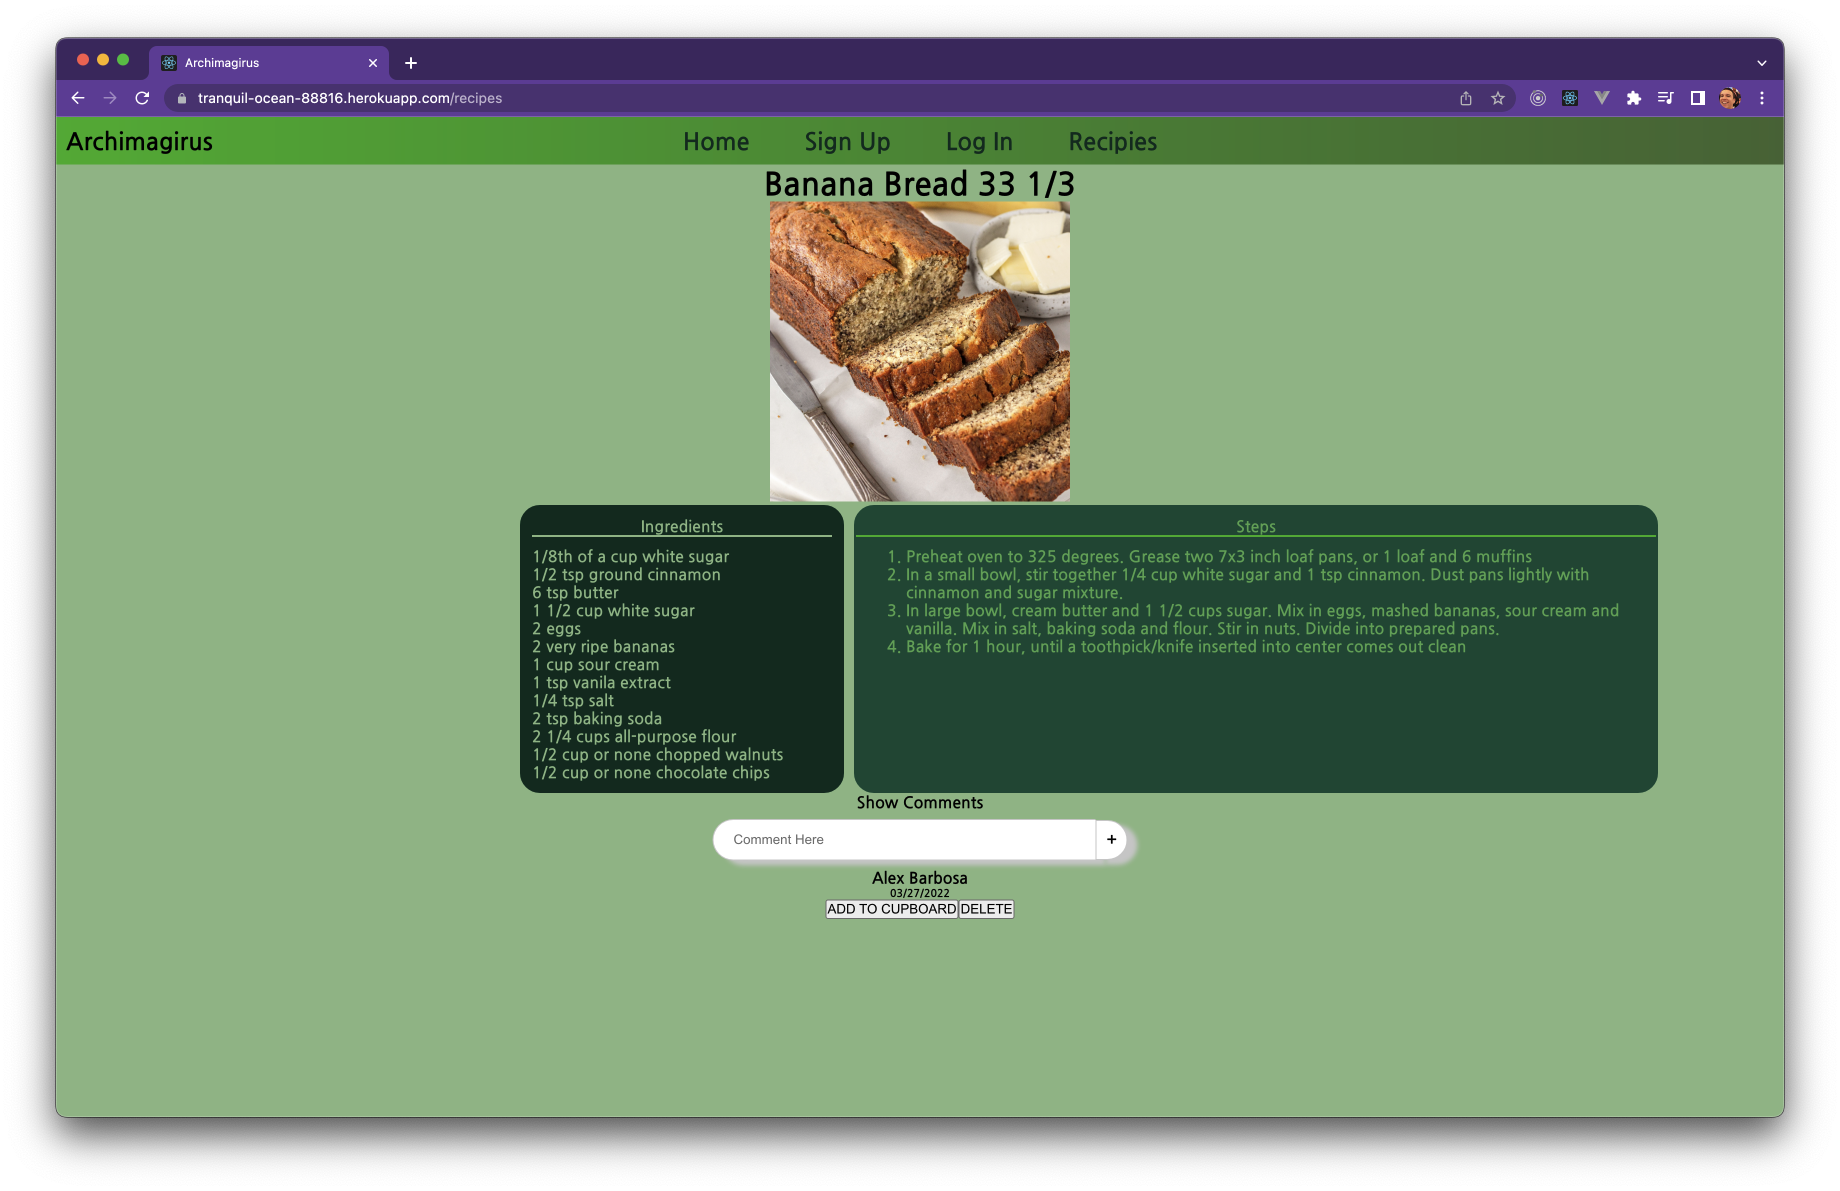 Archimagirus
tranquil-ocean-88816.herokuapp.com/recipes
Archimagirus Home Sign Up Log In Recipies
Banana Bread 33 1/3
Ingredients
1/8th of a cup white sugar
1/2 tsp ground cinnamon
6 tsp butter
1 1/2 cup white sugar
2 eggs
2 very ripe bananas
1 cup sour cream
1 tsp vanila extract
1/4 tsp salt
2 tsp baking soda
2 1/4 cups all-purpose flour
1/2 cup or none chopped walnuts
1/2 cup or none chocolate chips
Steps
1. Preheat oven to 325 degrees. Grease two 7x3 inch loaf pans, or 1 loaf and 6 muffins
2. In a small bowl, stir together 1/4 cup white sugar and 1 tsp cinnamon. Dust pans lightly with
cinnamon and sugar mixture.
3. In large bowl, cream butter and 1 1/2 cups sugar. Mix in eggs, mashed bananas, sour cream and
vanilla. Mix in salt, baking soda and flour. Stir in nuts. Divide into prepared pans.
4. Bake for 1 hour, until a toothpick/knife inserted into center comes out clean
Show Comments
Comment Here +
Alex Barbosa
03/27/2022
ADD TO CUPBOARD DELETE